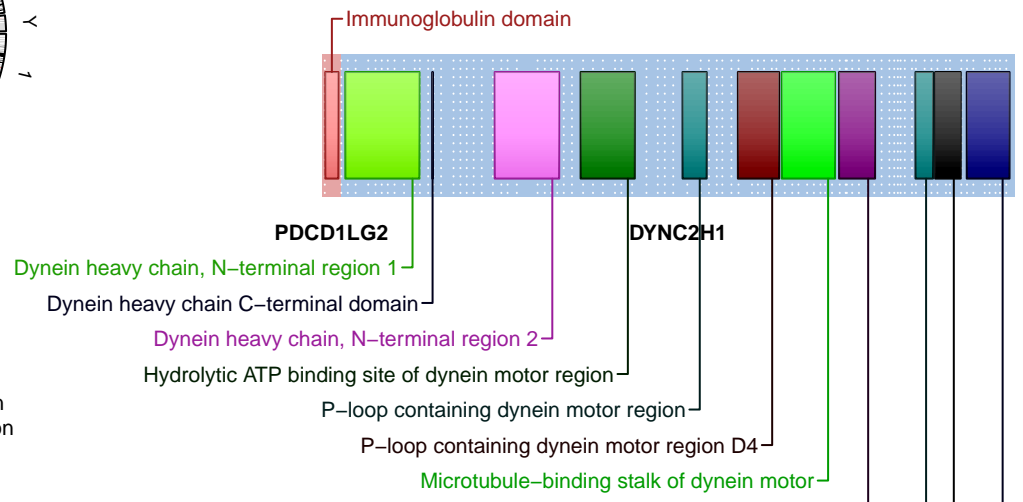 Immunoglobulin domain
Y
1
PDCD1LG2
DYNC2H1
Dynein heavy chain, N−terminal region 1
Dynein heavy chain C−terminal domain
Dynein heavy chain, N−terminal region 2
Hydrolytic ATP binding site of dynein motor region
P−loop containing dynein motor region
P−loop containing dynein motor region D4
Microtubule−binding stalk of dynein motor